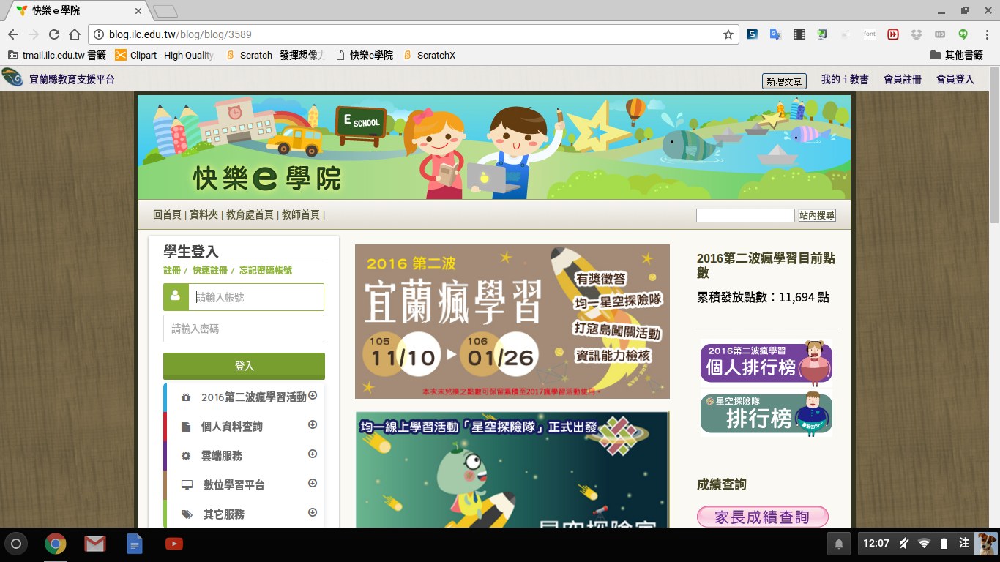 快樂ｅ學院
blog.ilc.edu.tw/blog/blog/3589
font
HD
tmail.ilc.edu.tw 書籤
Clipart - High Quality
Scratch - 發揮想像力
快樂e學院
ScratchX
其他書籤
宜蘭縣教育支援平台
新增文章
我的ｉ教書
會員註冊
會員登入
E SCHOOL
快樂e學院
回首頁 | 資料夾 | 教育處首頁 | 教師首頁 |
站內搜尋
學生登入
註冊 / 快速註冊 / 忘記密碼帳號
請輸入帳號
請輸入密碼
登入
2016第二波瘋學習活動
個人資料查詢
雲端服務
數位學習平台
其它服務
2016 第二波
宜蘭瘋學習
105
11/10
106
01/26
有獎徵答
均一星空探險隊
打寇島闖關活動
資訊能力檢核
本次未兌換之點數可保留累積至2017瘋學習活動使用。
均一線上學習活動「星空探險隊」正式出發
星空探險家
2016第二波瘋學習目前點
數
累積發放點數：11,694 點
2016第二波瘋學習
個人排行榜
星空探險隊
排行榜
成績查詢
家長成績查詢
12:07
注